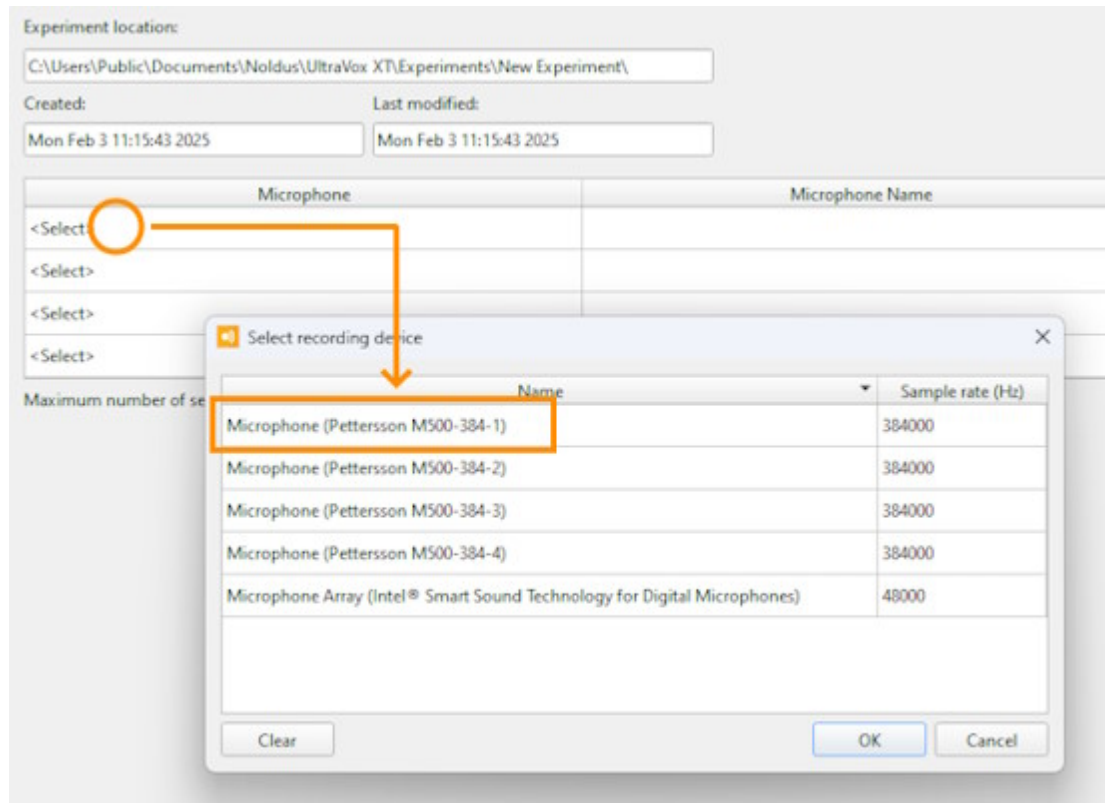 Experiment location:
C:\Users\Public\Documents\Noldus\UltraVox XT\Experiments\New Experiment\
Created: Last modified:
Mon Feb 3 11:15:43 2025 Mon Feb 3 11:15:43 2025
Microphone Microphone Name
<Select>
<Select>
<Select>
<Select>
Maximum number of se
Select recording device
Name Sample rate (Hz)
Microphone (Pettersson M500-384-1) 384000
Microphone (Pettersson M500-384-2) 384000
Microphone (Pettersson M500-384-3) 384000
Microphone (Pettersson M500-384-4) 384000
Microphone Array (Intel® Smart Sound Technology for Digital Microphones) 48000
Clear OK Cancel